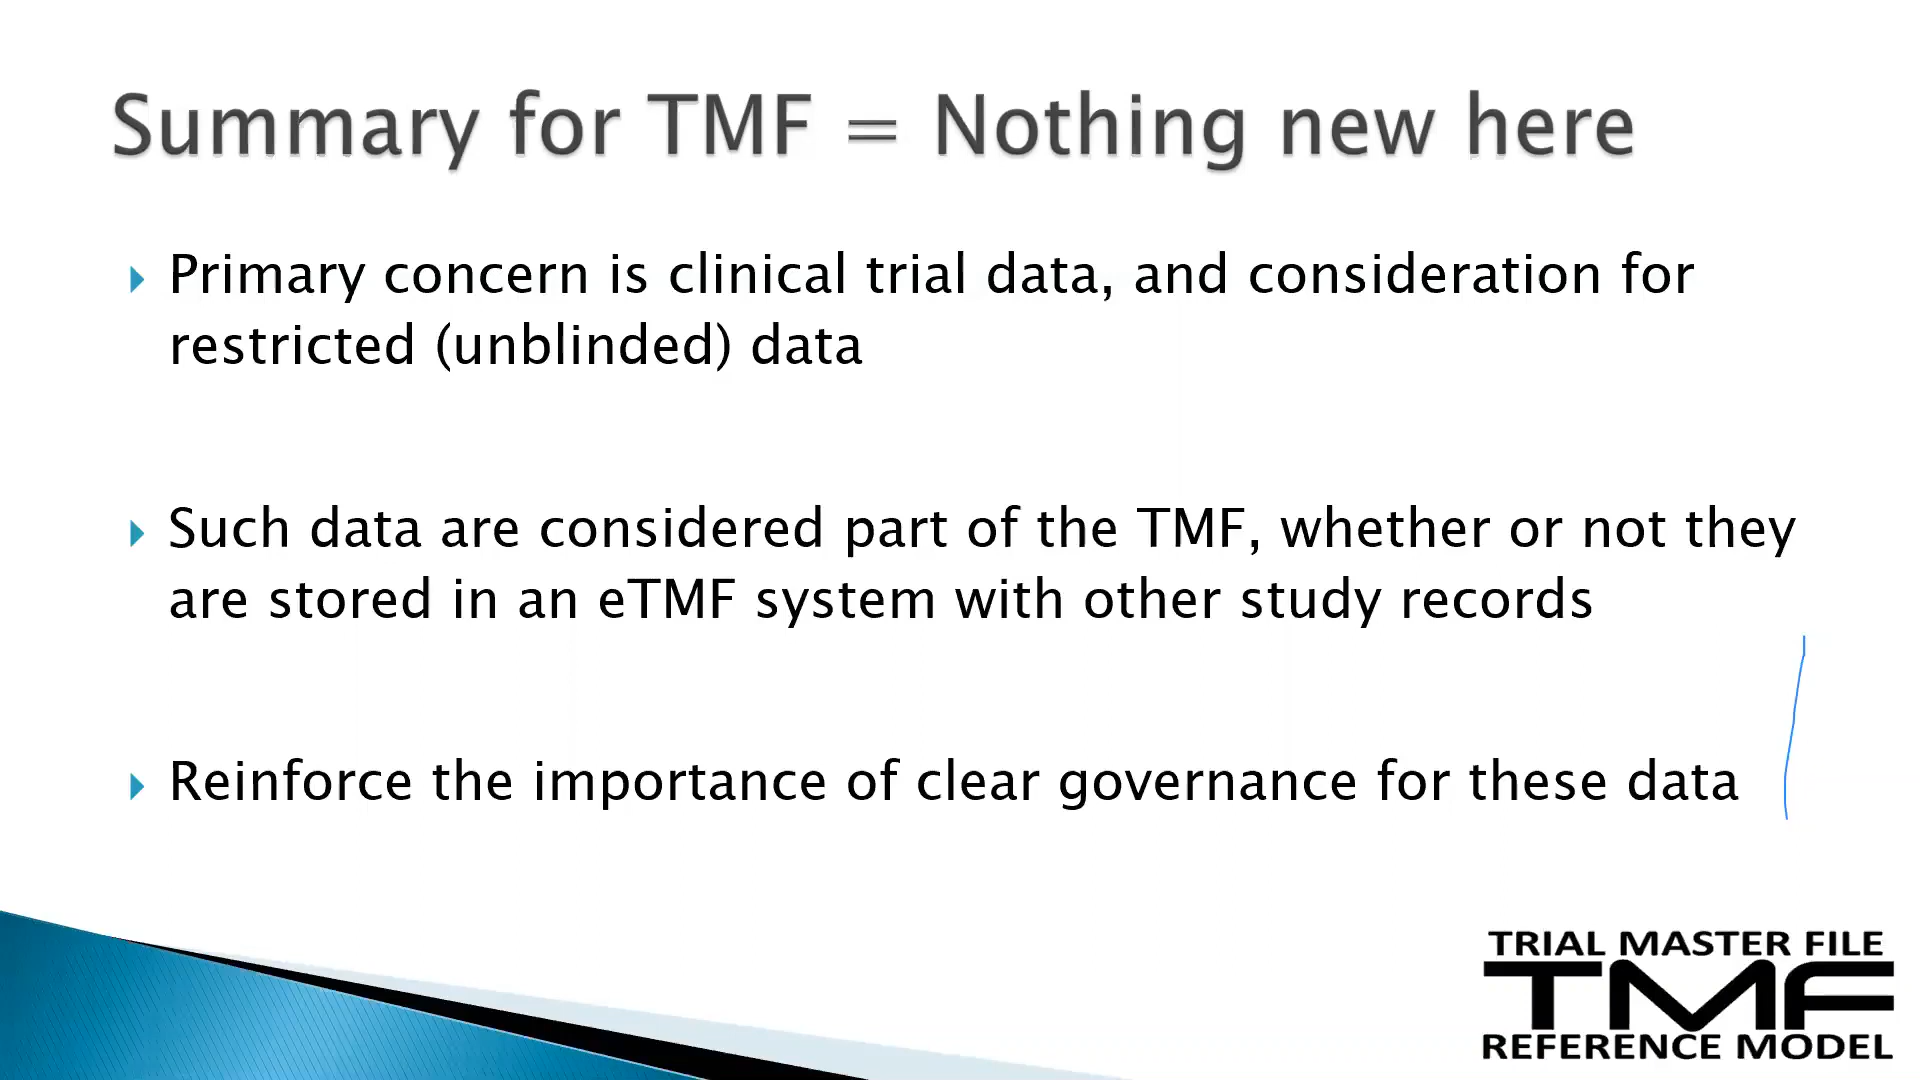 Summary for TMF = Nothing new here
Primary concern is clinical trial data, and consideration for
restricted (unblinded) data
Such data are considered part of the TMF, whether or not they
are stored in an eTMF system with other study records
Reinforce the importance of clear governance for these data
TRIAL MASTER FILE
TMF
REFERENCE MODEL